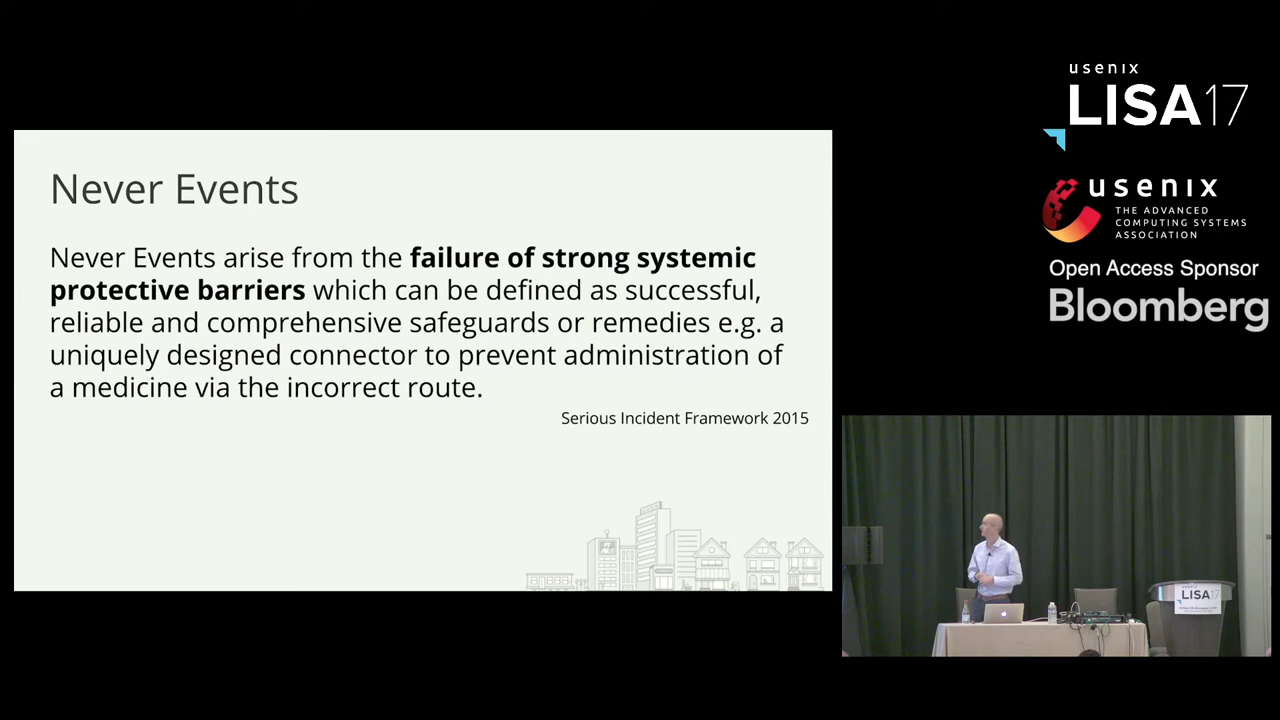 Never Events
Never Events arise from the failure of strong systemic
protective barriers which can be defined as successful,
reliable and comprehensive safeguards or remedies e.g. a
uniquely designed connector to prevent administration of
a medicine via the incorrect route.
Serious Incident Framework 2015
usenix
LISA17
usenix
THE ADVANCED
COMPUTING SYSTEMS
ASSOCIATION
Open Access Sponsor
Bloomberg
usenix
LISA17